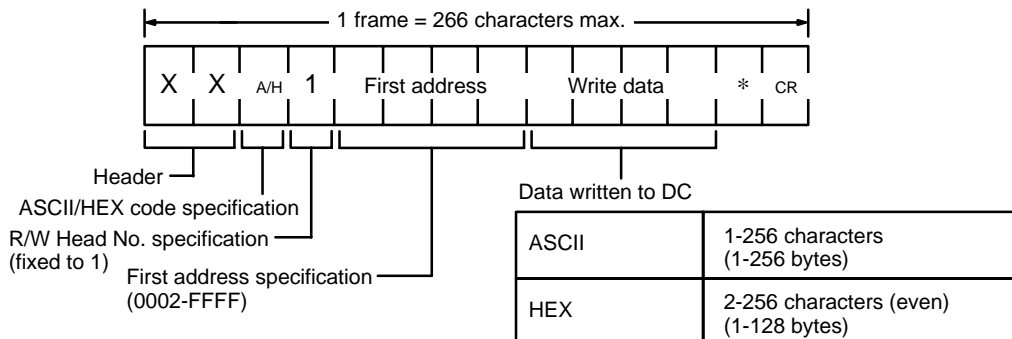 1 frame = 266 characters max.
X X A/H 1 First address Write data * CR
Header
ASCII/HEX code specification
R/W Head No. specification
(fixed to 1)
First address specification
(0002-FFFF)
Data written to DC
ASCII 1-256 characters
(1-256 bytes)
HEX 2-256 characters (even)
(1-128 bytes)